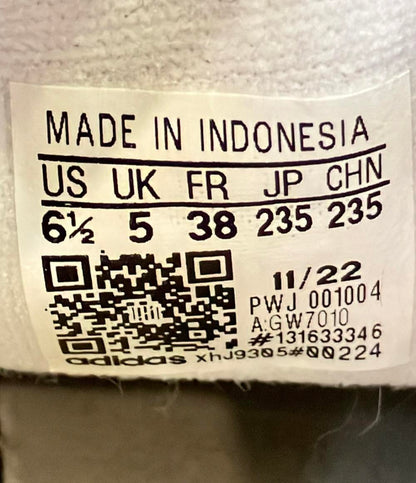 MADE IN INDONESIA
US UK FR JP CHN
6½ 5 38 235 235
11/22
PWJ 001004
A:GW7010
#131633346
adidas xhJ9305#00224